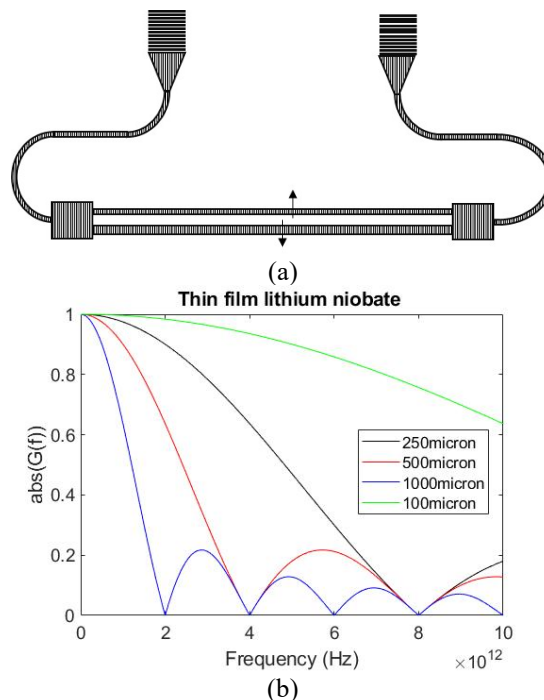 (a)
Thin film lithium niobate
1
0.8
0.6
0.4
0.2
0
abs(G(f))
250micron
500micron
1000micron
100micron
0 2 4 6 8 10
Frequency (Hz)
×10¹²
(b)